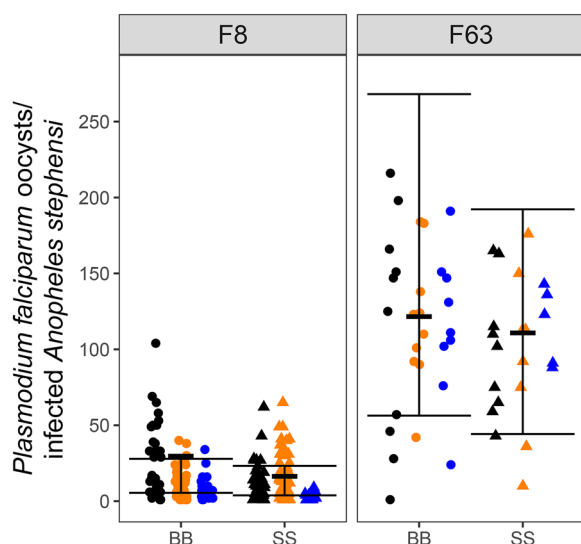 F8 F63
Plasmodium falciparum oocysts/
infected Anopheles stephensi
250
200
150
100
50
0
BB SS BB SS